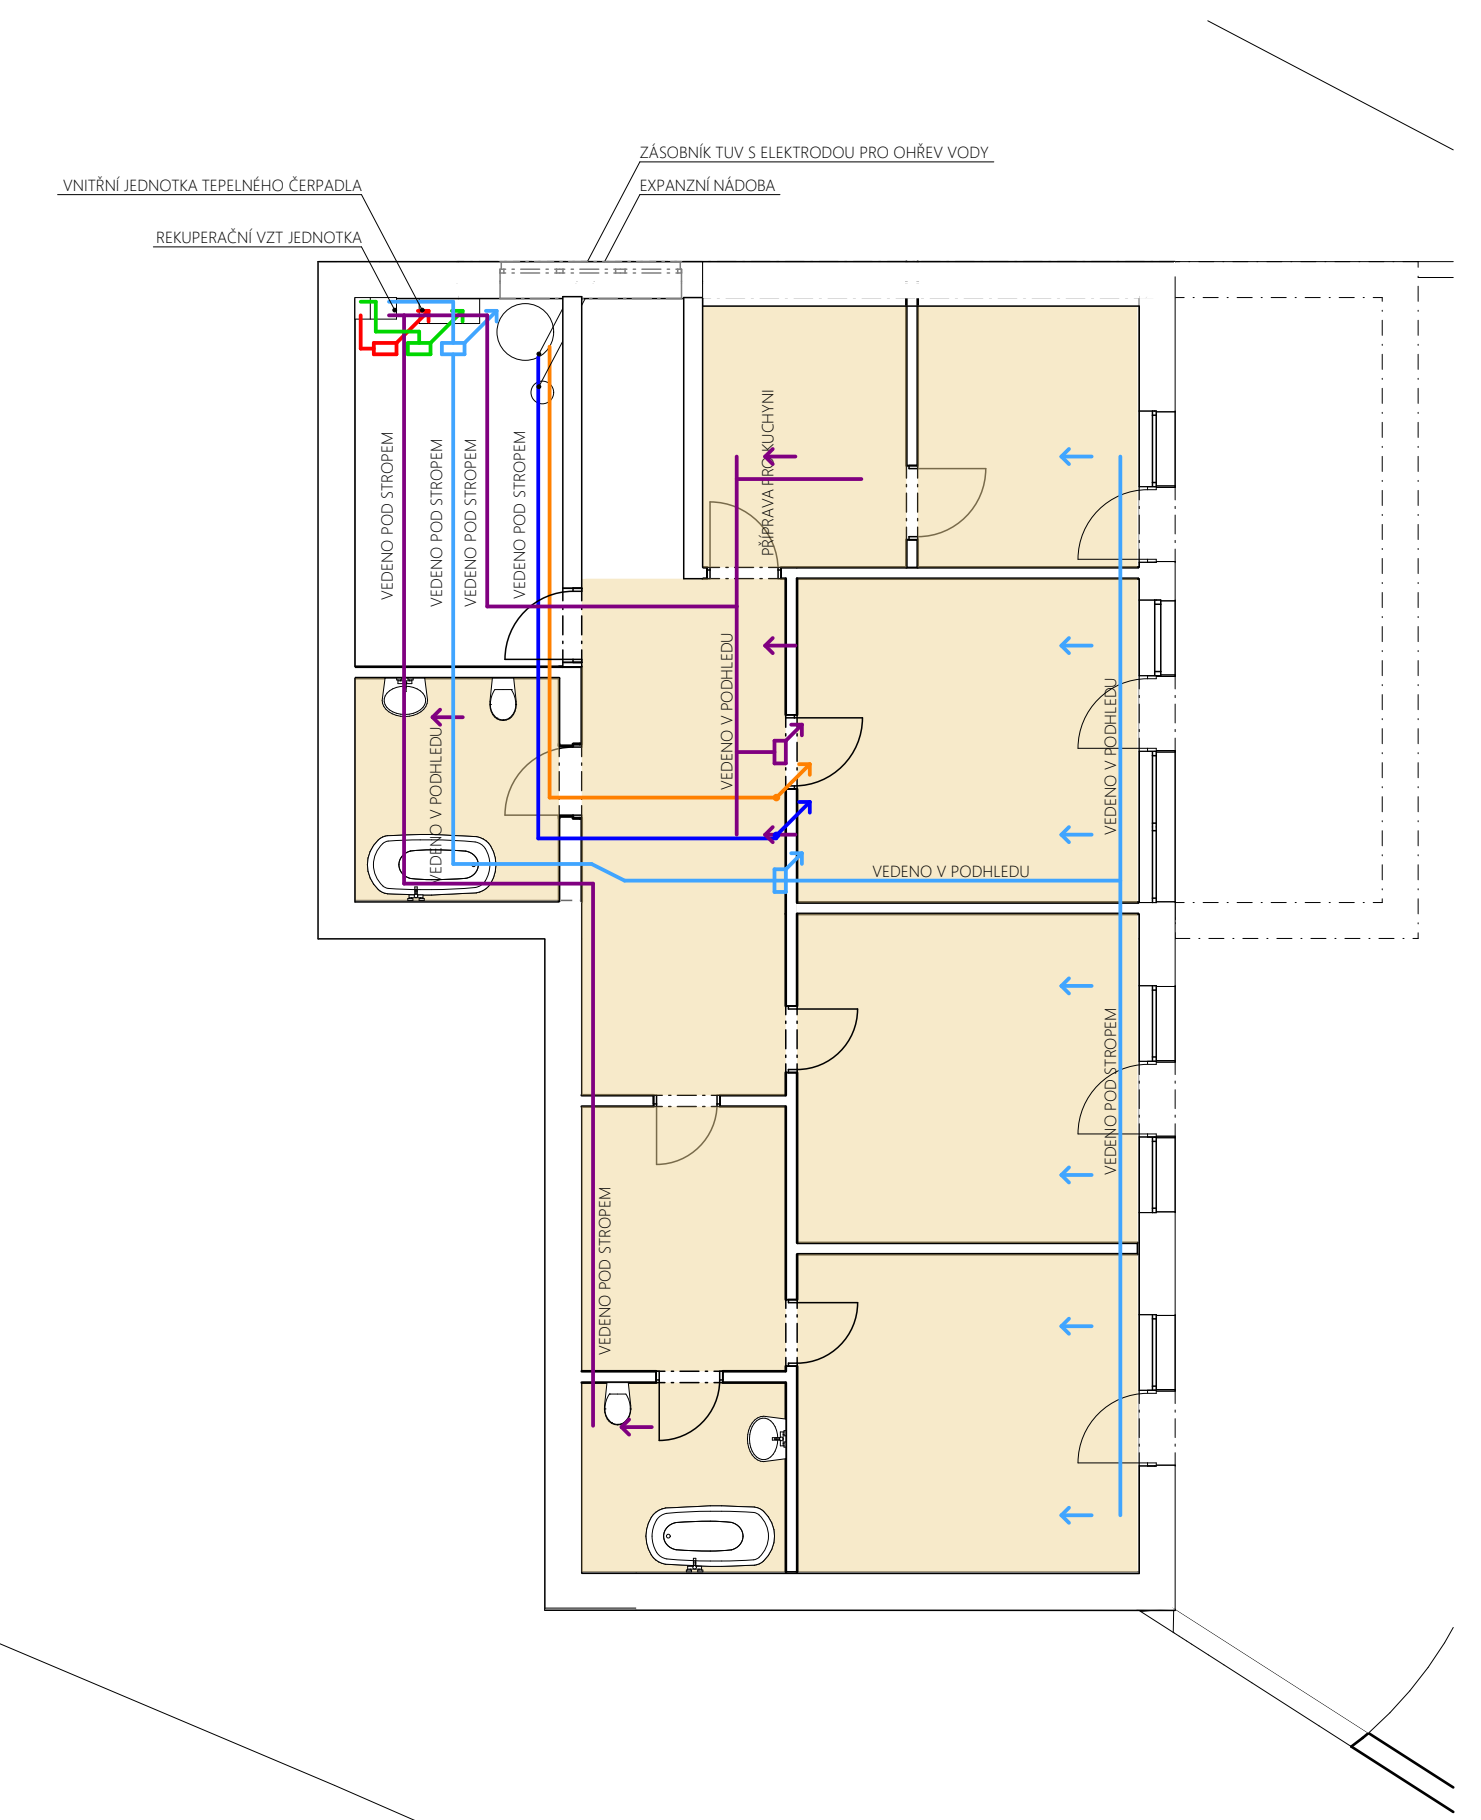 ZÁSOBNÍK TUV S ELEKTRODOU PRO OHŘEV VODY
VNITŘNÍ JEDNOTKA TEPELNÉHO ČERPADLA
EXPANZNÍ NÁDOBA
REKUPERAČNÍ VZT JEDNOTKA
VEDENO POD STROPEM
VEDENO POD STROPEM
VEDENO POD STROPEM
VEDENO POD STROPEM
PŘÍPRAVA PRO KUCHYNI
VEDENO V PODHLEDU
VEDENO V PODHLEDU
VEDENO V PODHLEDU
VEDENO V PODHLEDU
VEDENO POD STROPEM
VEDENO POD STROPEM